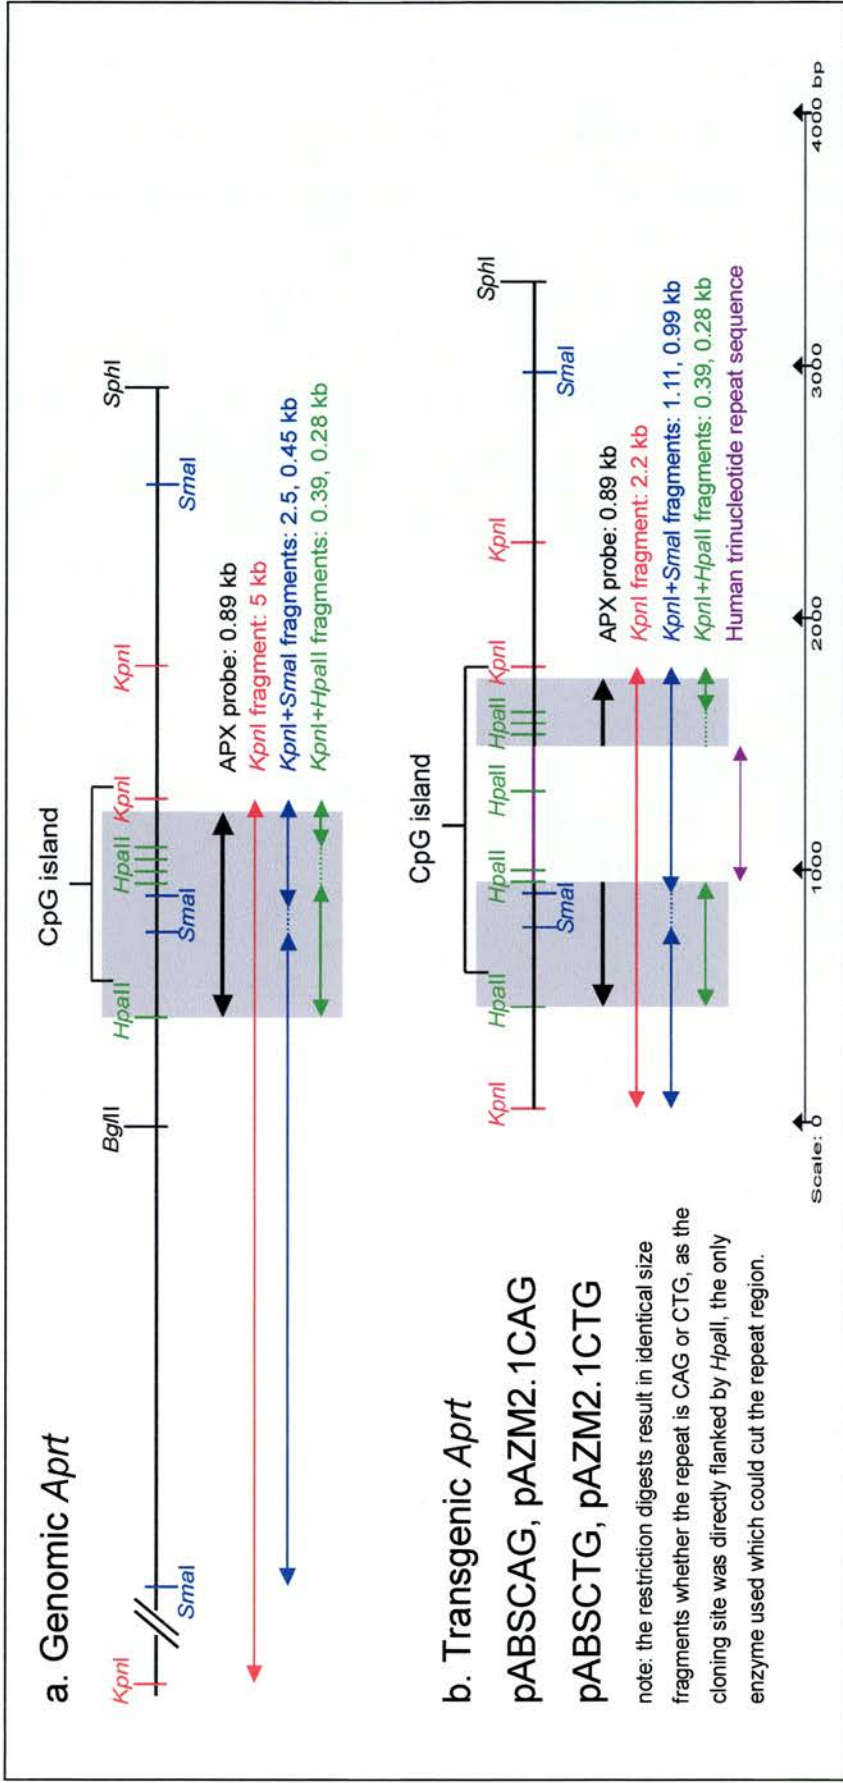 a. Genomic Aprt
CpG island
KpnI
SmaI
BglII
HpaII
SmaI
HpaII
KpnI
KpnI
SmaI
SphI
APX probe: 0.89 kb
KpnI fragment: 5 kb
KpnI+SmaI fragments: 2.5, 0.45 kb
KpnI+HpaII fragments: 0.39, 0.28 kb
b. Transgenic Aprt
pABSCAG, pAZM2.1CAG
pABSCTG, pAZM2.1CTG
note: the restriction digests result in identical size
fragments whether the repeat is CAG or CTG, as the
cloning site was directly flanked by HpaII, the only
enzyme used which could cut the repeat region.
CpG island
KpnI
HpaII
SmaI
HpaII
HpaII
HpaII
KpnI
KpnI
SmaI
SphI
APX probe: 0.89 kb
KpnI fragment: 2.2 kb
KpnI+SmaI fragments: 1.11, 0.99 kb
KpnI+HpaII fragments: 0.39, 0.28 kb
Human trinucleotide repeat sequence
Scale: 0 1000 2000 3000 4000 bp